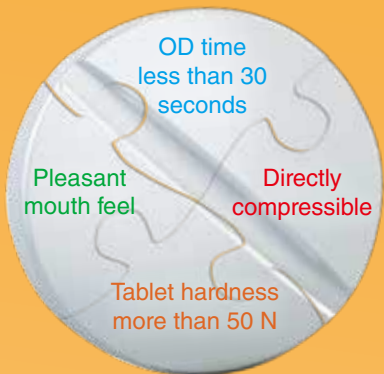 OD time
less than 30
seconds
Pleasant
mouth feel
Directly
compressible
Tablet hardness
more than 50 N